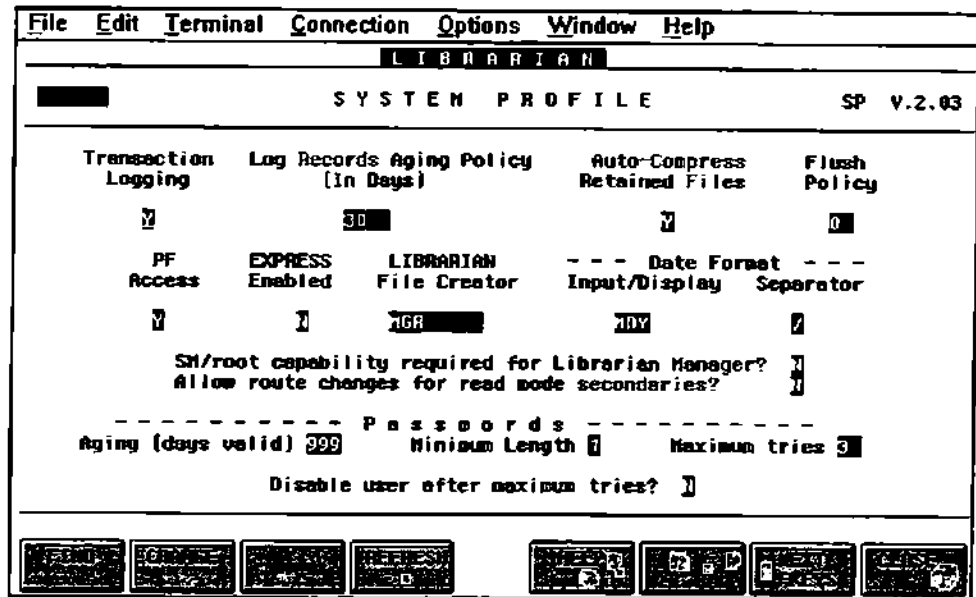 File Edit Terminal Connection Options Window Help
LIBRARIAN
SYSTEM PROFILE SP V.2.03
Transaction Log Records Aging Policy Auto-Compress Flush
Logging (In Days) Retained Files Policy
Y 30 Y 0
PF EXPRESS LIBRARIAN - - - Date Format - - -
Access Enabled File Creator Input/Display Separator
Y N MGR MDY /
SM/root capability required for Librarian Manager? N
Allow route changes for read mode secondaries? N
- - - - - - - - - - - Passwords - - - - - - - - - - -
Aging (days valid) 999 Minimum Length Maximum tries 3
Disable user after maximum tries? N